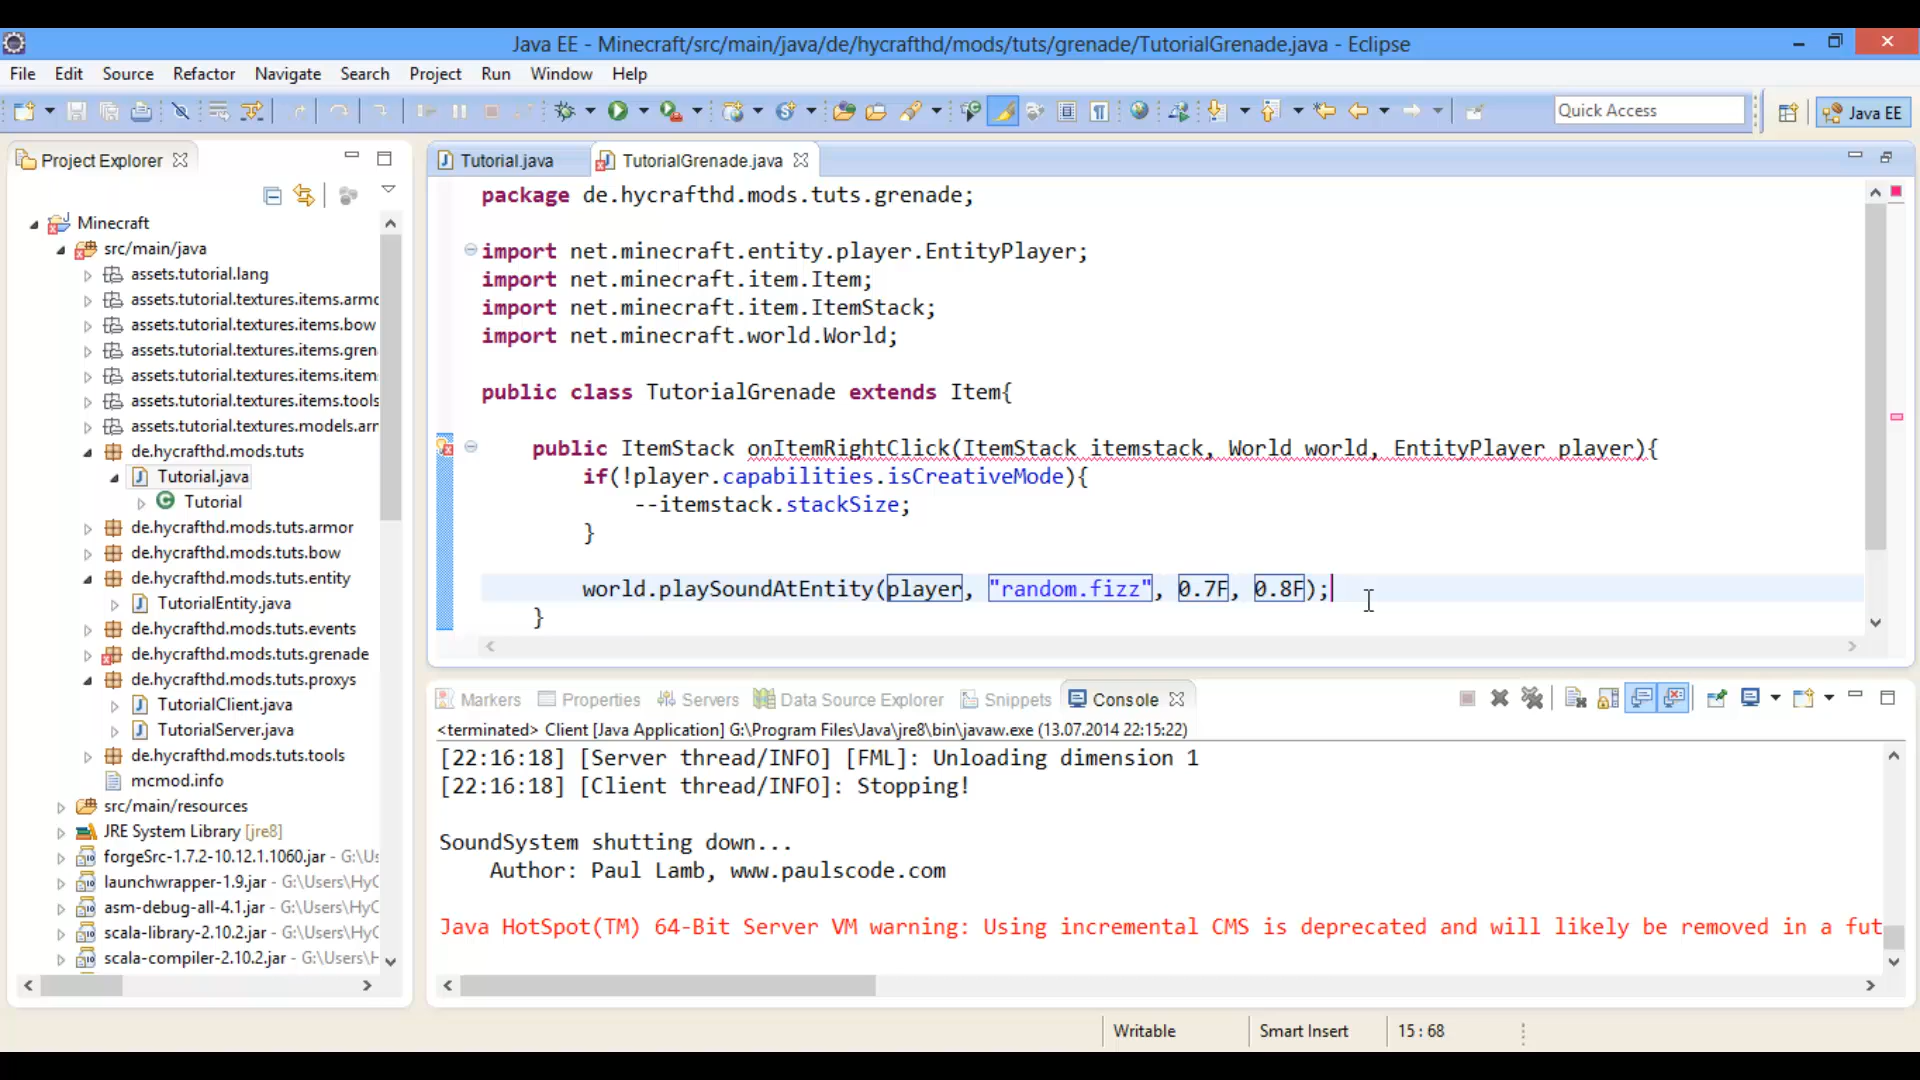 Java EE - Minecraft/src/main/java/de/hycrafthd/mods/tuts/grenade/TutorialGrenade.java - Eclipse
File Edit Source Refactor Navigate Search Project Run Window Help
Quick Access
Java EE
Project Explorer
Minecraft
src/main/java
assets.tutorial.lang
assets.tutorial.textures.items.armo
assets.tutorial.textures.items.bow
assets.tutorial.textures.items.gren
assets.tutorial.textures.items.item
assets.tutorial.textures.items.tools
assets.tutorial.textures.models.arr
de.hycrafthd.mods.tuts
Tutorial.java
Tutorial
de.hycrafthd.mods.tuts.armor
de.hycrafthd.mods.tuts.bow
de.hycrafthd.mods.tuts.entity
TutorialEntity.java
de.hycrafthd.mods.tuts.events
de.hycrafthd.mods.tuts.grenade
de.hycrafthd.mods.tuts.proxys
TutorialClient.java
TutorialServer.java
de.hycrafthd.mods.tuts.tools
mcmod.info
src/main/resources
JRE System Library [jre8]
forgeSrc-1.7.2-10.12.1.1060.jar - G:\Us
launchwrapper-1.9.jar - G:\Users\HyC
asm-debug-all-4.1.jar - G:\Users\HyC
scala-library-2.10.2.jar - G:\Users\HyC
scala-compiler-2.10.2.jar - G:\Users\H
Tutorial.java TutorialGrenade.java
package de.hycrafthd.mods.tuts.grenade;
import net.minecraft.entity.player.EntityPlayer;
import net.minecraft.item.Item;
import net.minecraft.item.ItemStack;
import net.minecraft.world.World;
public class TutorialGrenade extends Item{
public ItemStack onItemRightClick(ItemStack itemstack, World world, EntityPlayer player){
if(!player.capabilities.isCreativeMode){
--itemstack.stackSize;
}
world.playSoundAtEntity(player, "random.fizz", 0.7F, 0.8F);
}
Markers Properties Servers Data Source Explorer Snippets Console
<terminated> Client [Java Application] G:\Program Files\Java\jre8\bin\javaw.exe (13.07.2014 22:15:22)
[22:16:18] [Server thread/INFO] [FML]: Unloading dimension 1
[22:16:18] [Client thread/INFO]: Stopping!
SoundSystem shutting down...
Author: Paul Lamb, www.paulscode.com
Java HotSpot(TM) 64-Bit Server VM warning: Using incremental CMS is deprecated and will likely be removed in a fut
Writable Smart Insert 15 : 68